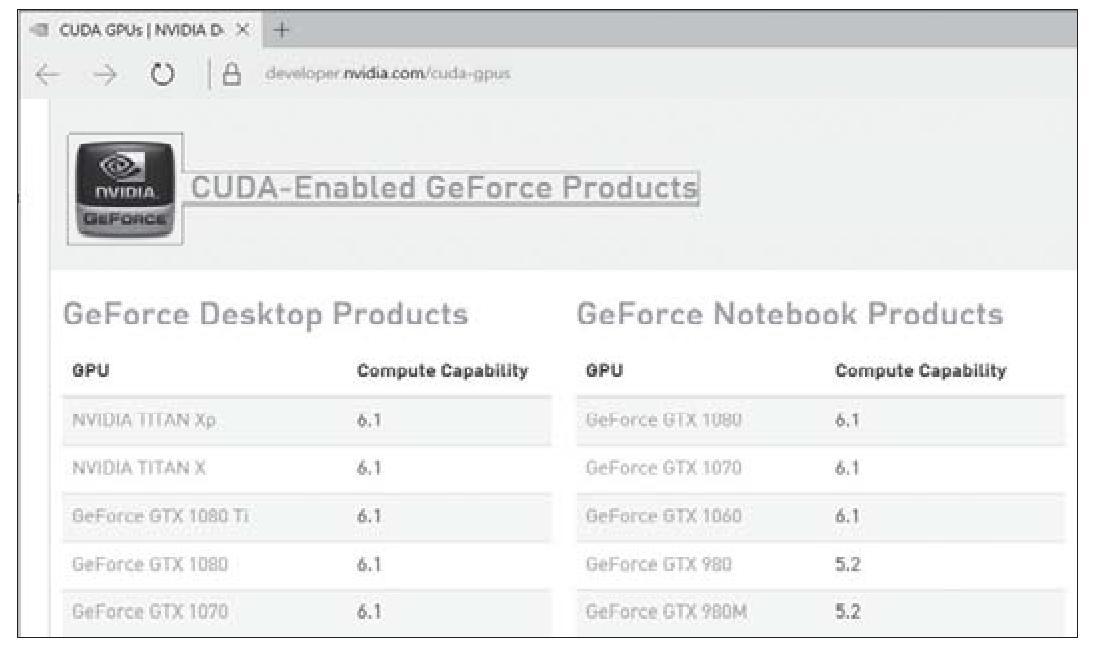 CUDA GPUs | NVIDIA D
developer.nvidia.com/cuda-gpus
NVIDIA
GEFORCE
CUDA-Enabled GeForce Products
GeForce Desktop Products
GPU Compute Capability
NVIDIA TITAN Xp 6.1
NVIDIA TITAN X 6.1
GeForce GTX 1080 Ti 6.1
GeForce GTX 1080 6.1
GeForce GTX 1070 6.1
GeForce Notebook Products
GPU Compute Capability
GeForce GTX 1080 6.1
GeForce GTX 1070 6.1
GeForce GTX 1060 6.1
GeForce GTX 980 5.2
GeForce GTX 980M 5.2